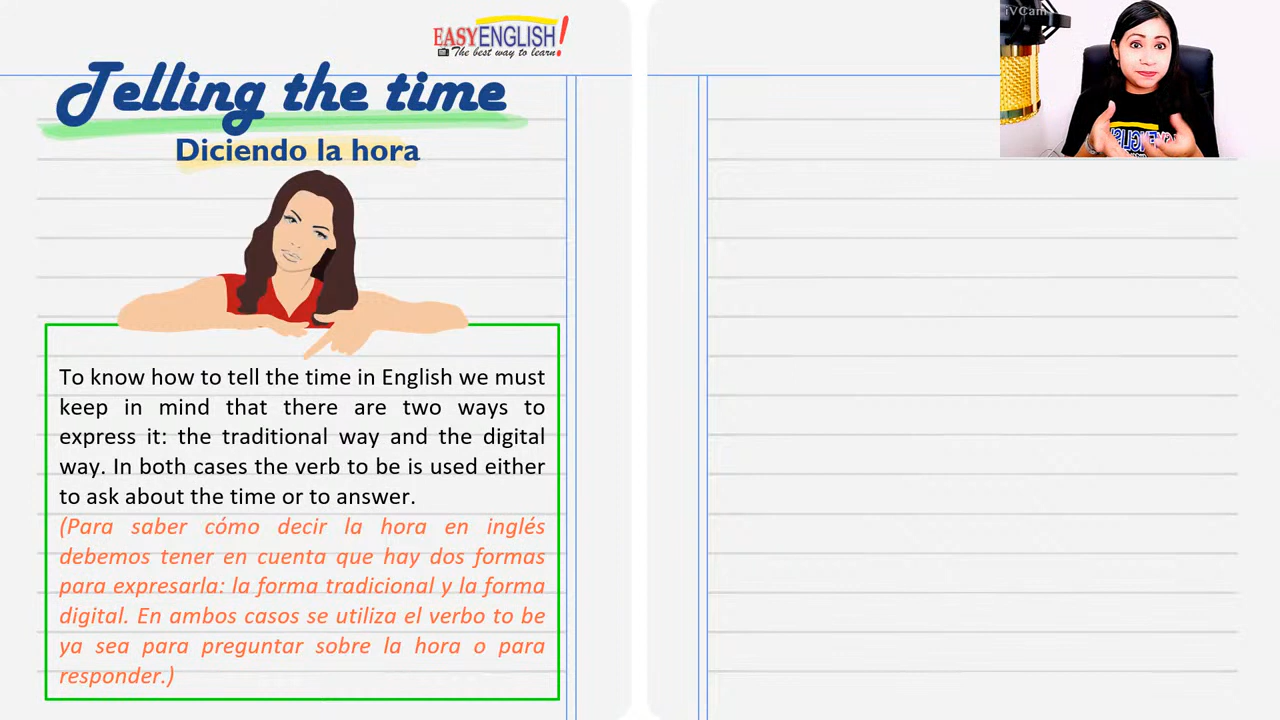 EASYENGLISH!
The best way to learn!
Telling the time
Diciendo la hora
To know how to tell the time in English we must
keep in mind that there are two ways to
express it: the traditional way and the digital
way. In both cases the verb to be is used either
to ask about the time or to answer.
(Para saber cómo decir la hora en inglés
debemos tener en cuenta que hay dos formas
para expresarla: la forma tradicional y la forma
digital. En ambos casos se utiliza el verbo to be
ya sea para preguntar sobre la hora o para
responder.)
iVCam